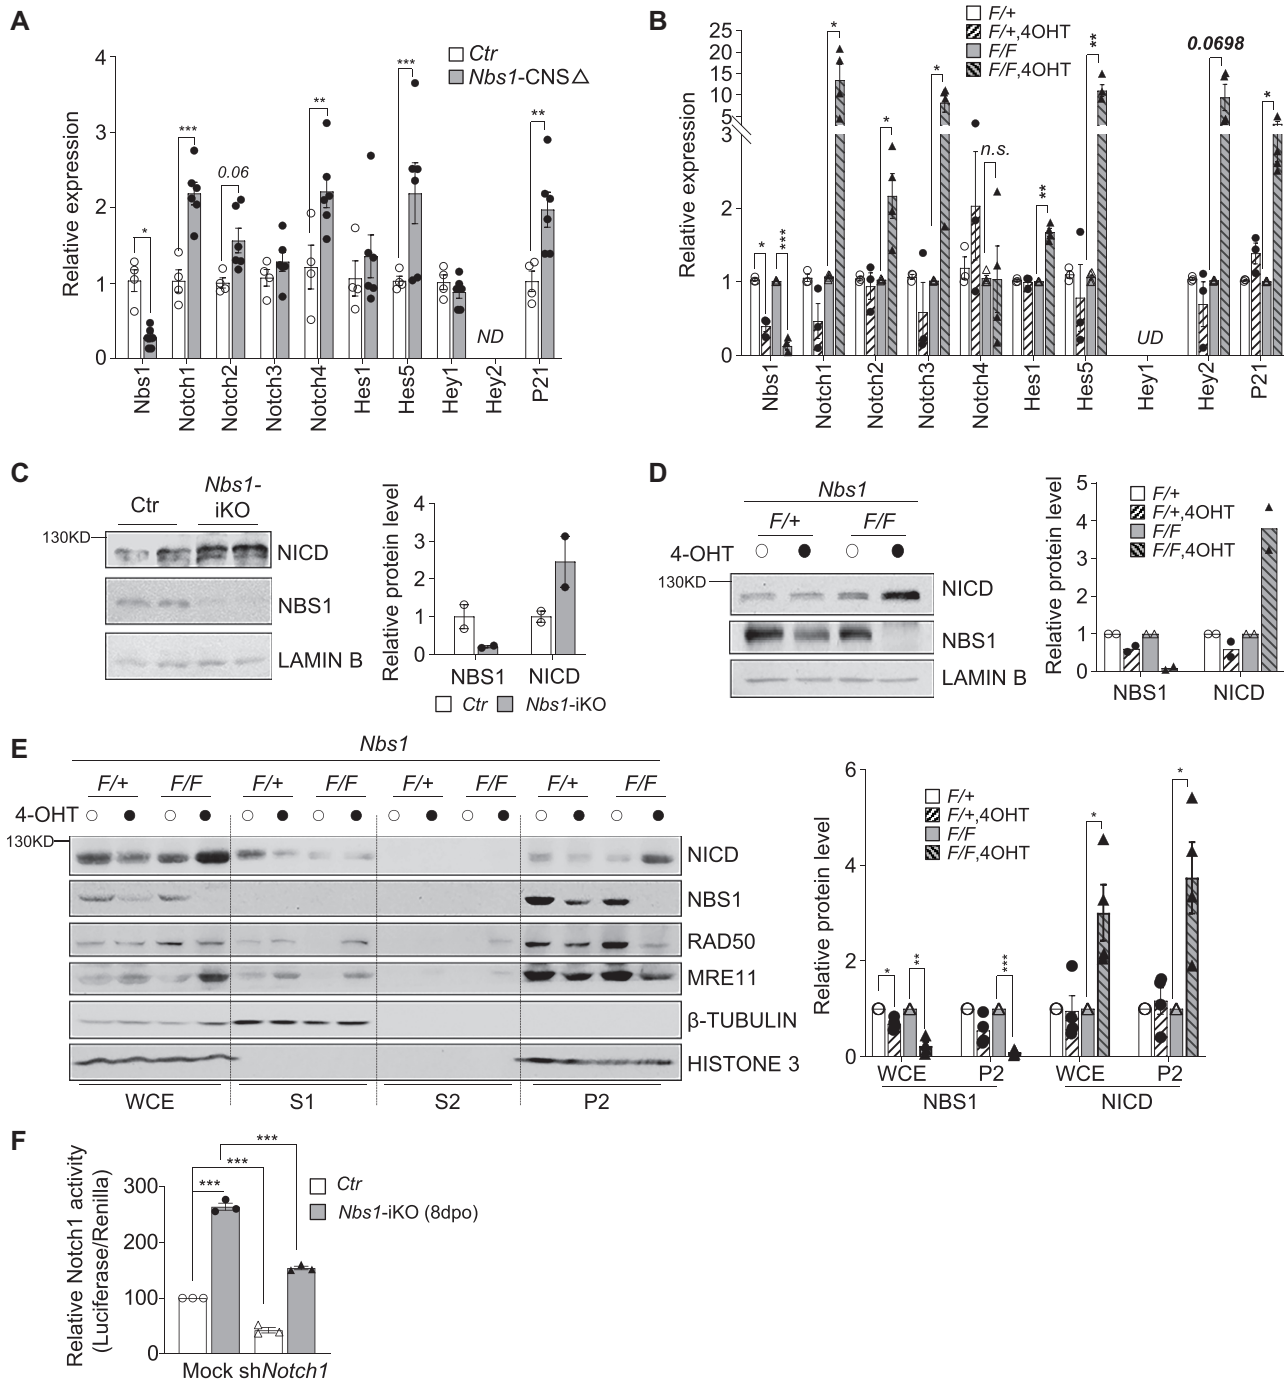 A
Ctr
Nbs1-CNS△
Relative expression
4
3
2
1
0
*
***
0.06
**
***
ND
**
Nbs1
Notch1
Notch2
Notch3
Notch4
Hes1
Hes5
Hey1
Hey2
P21
B
F/+
F/+,4OHT
F/F
F/F,4OHT
Relative expression
25
20
15
10
5
3
2
1
0
*
***
*
*
*
n.s.
**
**
UD
0.0698
*
Nbs1
Notch1
Notch2
Notch3
Notch4
Hes1
Hes5
Hey1
Hey2
P21
C
Ctr
Nbs1-
iKO
130KD
NICD
NBS1
LAMIN B
Relative protein level
4
3
2
1
0
NBS1 NICD
Ctr Nbs1-iKO
D
Nbs1
F/+ F/F
4-OHT
130KD
NICD
NBS1
LAMIN B
Relative protein level
5
4
3
2
1
0
F/+
F/+,4OHT
F/F
F/F,4OHT
NBS1 NICD
E
Nbs1
F/+ F/F F/+ F/F F/+ F/F F/+ F/F
4-OHT
130KD
NICD
NBS1
RAD50
MRE11
β-TUBULIN
HISTONE 3
WCE S1 S2 P2
Relative protein level
6
4
2
0
F/+
F/+,4OHT
F/F
F/F,4OHT
*
**
***
*
*
WCE P2 WCE P2
NBS1 NICD
F
Relative Notch1 activity
(Luciferase/Renilla)
300
200
100
0
***
***
***
Ctr
Nbs1-iKO (8dpo)
Mock shNotch1